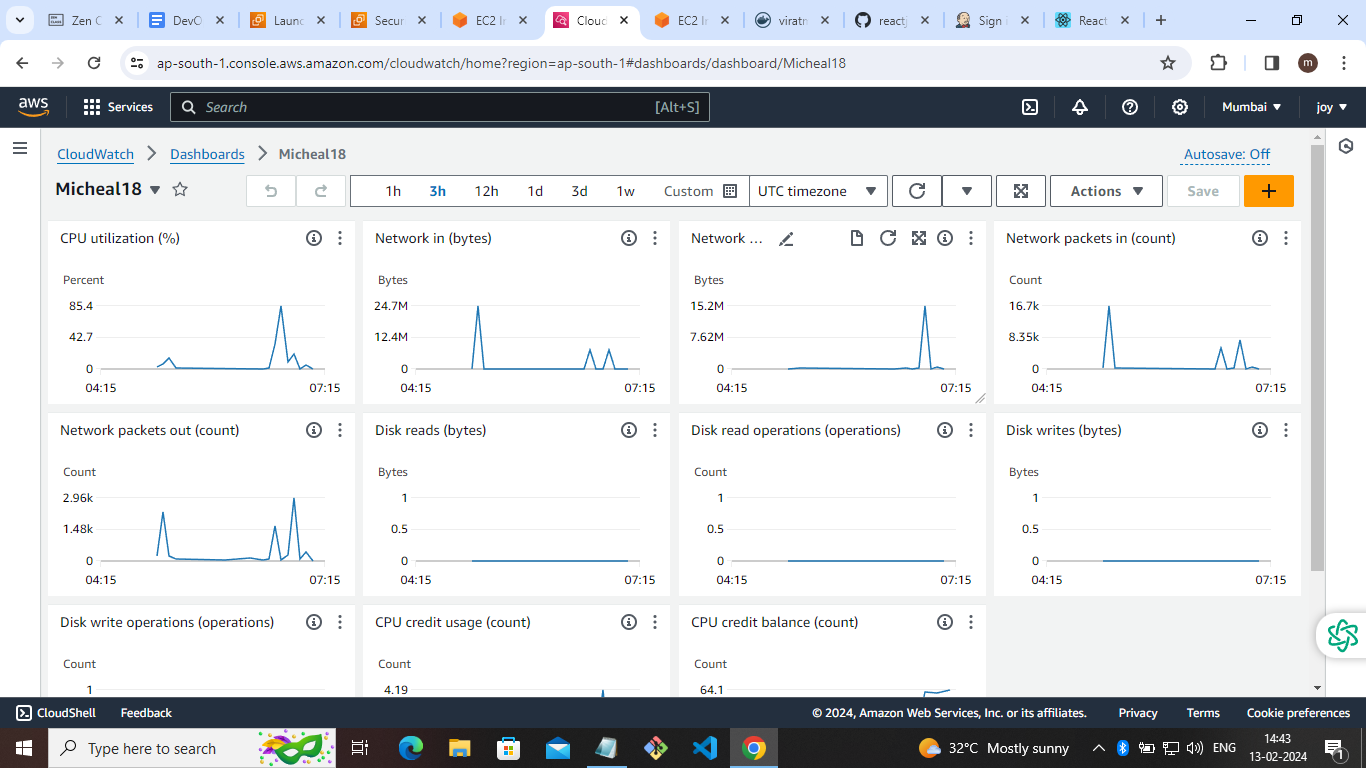 Zen C
DevO
Launc
Secur
EC2 In
Cloud
EC2 In
viratn
reactj
Sign i
React
ap-south-1.console.aws.amazon.com/cloudwatch/home?region=ap-south-1#dashboards/dashboard/Micheal18
m
aws
Services
Search
[Alt+S]
Mumbai
joy
CloudWatch
Dashboards
Micheal18
Autosave: Off
Micheal18
1h
3h
12h
1d
3d
1w
Custom
UTC timezone
Actions
Save
CPU utilization (%)
Percent
85.4
42.7
0
04:15
07:15
Network in (bytes)
Bytes
24.7M
12.4M
0
04:15
07:15
Network ...
Bytes
15.2M
7.62M
0
04:15
07:15
Network packets in (count)
Count
16.7k
8.35k
0
04:15
07:15
Network packets out (count)
Count
2.96k
1.48k
0
04:15
07:15
Disk reads (bytes)
Bytes
1
0.5
0
04:15
07:15
Disk read operations (operations)
Count
1
0.5
0
04:15
07:15
Disk writes (bytes)
Bytes
1
0.5
0
04:15
07:15
Disk write operations (operations)
Count
1
CPU credit usage (count)
Count
4.19
CPU credit balance (count)
Count
64.1
CloudShell
Feedback
© 2024, Amazon Web Services, Inc. or its affiliates.
Privacy
Terms
Cookie preferences
Type here to search
32°C Mostly sunny
ENG
14:43
13-02-2024
1